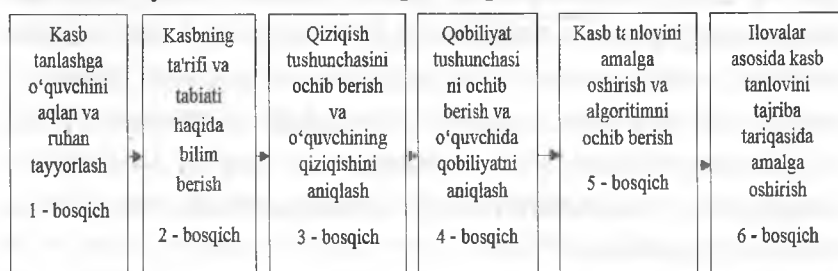 Kasb
tanlashga
o‘quvchini
aqlan va
ruhan
tayyorlash
1 - bosqich
Kasbning
ta'rifi va
tabiati
haqida
bilim
berish
2 - bosqich
Qiziqish
tushunchasini
ochib berish
va
o‘quvchining
qiziqishini
aniqlash
3 - bosqich
Qobiliyat
tushunchasi
ni ochib
berish va
o‘quvchida
qobiliyatni
aniqlash
4 - bosqich
Kasb tanlovini
amalga
oshirish va
algoritmni
ochib berish
5 - bosqich
Ilovalar
asosida kasb
tanlovini
tajriba
tariqasida
amalga
oshirish
6 - bosqich